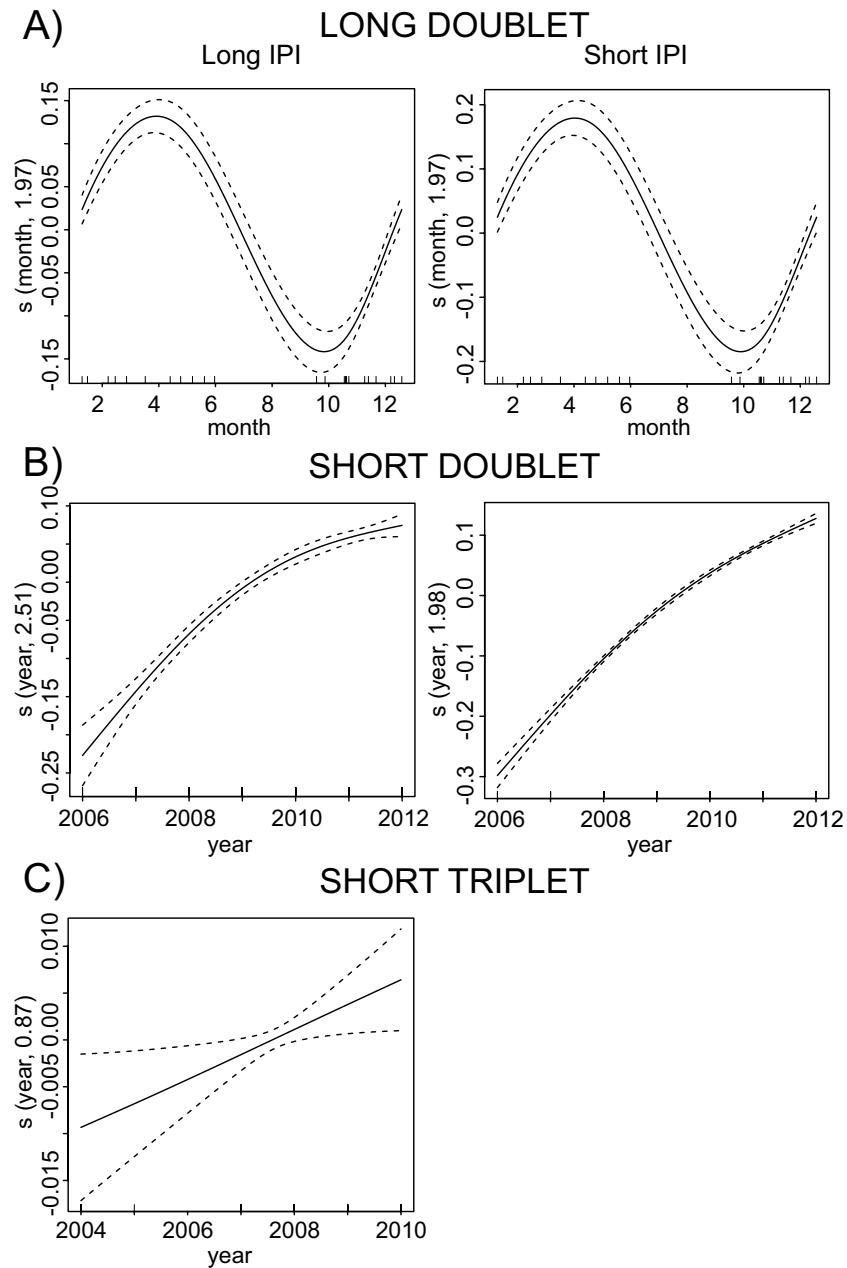 A) LONG DOUBLET
Long IPI Short IPI
s (month, 1.97)
0.15
0.05
0.0
-0.05
-0.15
2 4 6 8 10 12
month
s (month, 1.97)
0.2
0.1
0.0
-0.1
-0.2
2 4 6 8 10 12
month
B) SHORT DOUBLET
s (year, 2.51)
0.10
0.00
-0.05
-0.15
-0.25
2006 2008 2010 2012
year
s (year, 1.98)
0.1
0.0
-0.1
-0.2
-0.3
2006 2008 2010 2012
year
C) SHORT TRIPLET
s (year, 0.87)
0.010
0.00
-0.005
-0.015
2004 2006 2008 2010
year